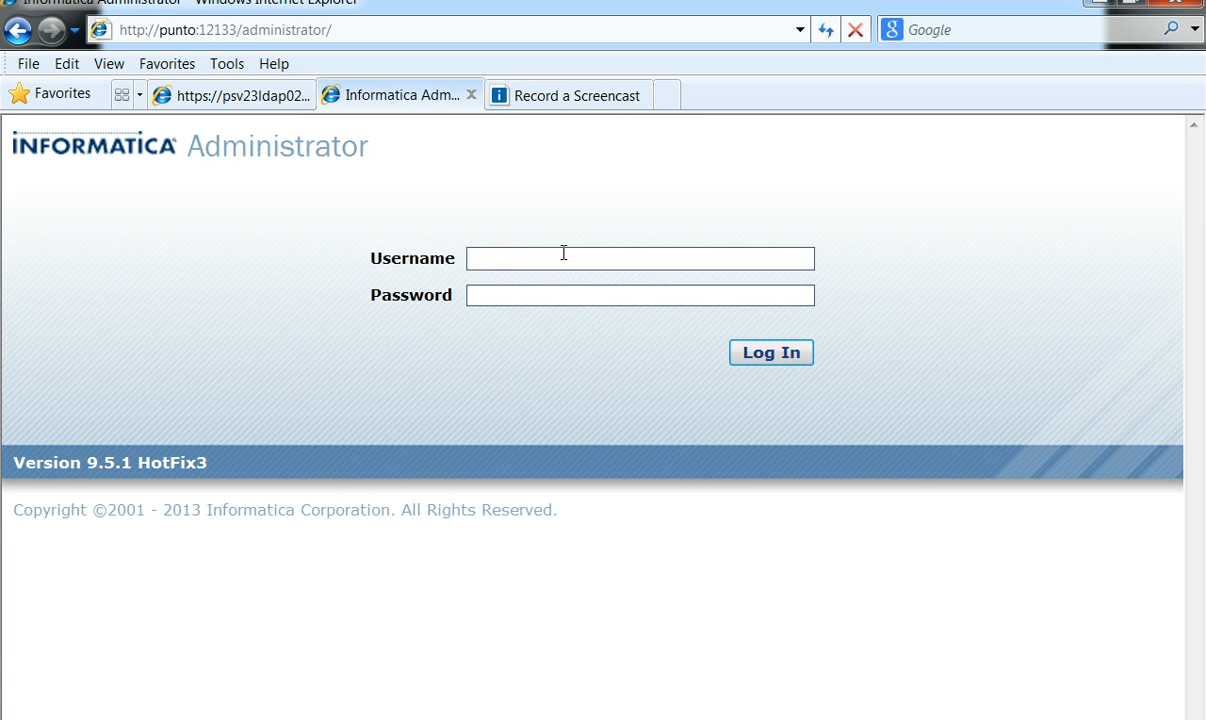 Informatica Administrator - Windows Internet Explorer
http://punto:12133/administrator/
Google
File Edit View Favorites Tools Help
Favorites
https://psv23ldap02...
Informatica Adm...
Record a Screencast
INFORMATICA Administrator
Username
Password
Log In
Version 9.5.1 HotFix3
Copyright ©2001 - 2013 Informatica Corporation. All Rights Reserved.